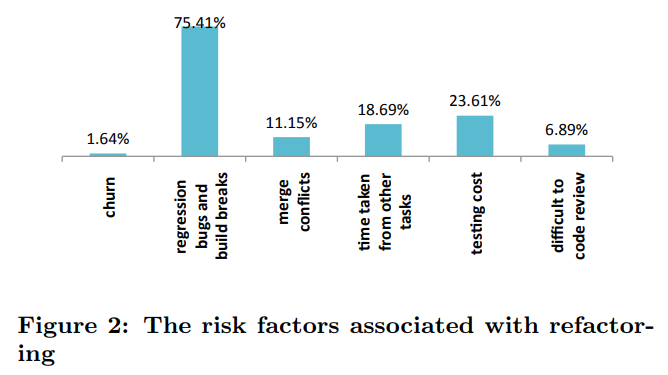 75.41%
23.61%
18.69%
11.15%
6.89%
1.64%
churn
regression
bugs and
build breaks
merge
conflicts
time taken
from other
tasks
testing cost
difficult to
code review
Figure 2: The risk factors associated with refactor-
ing